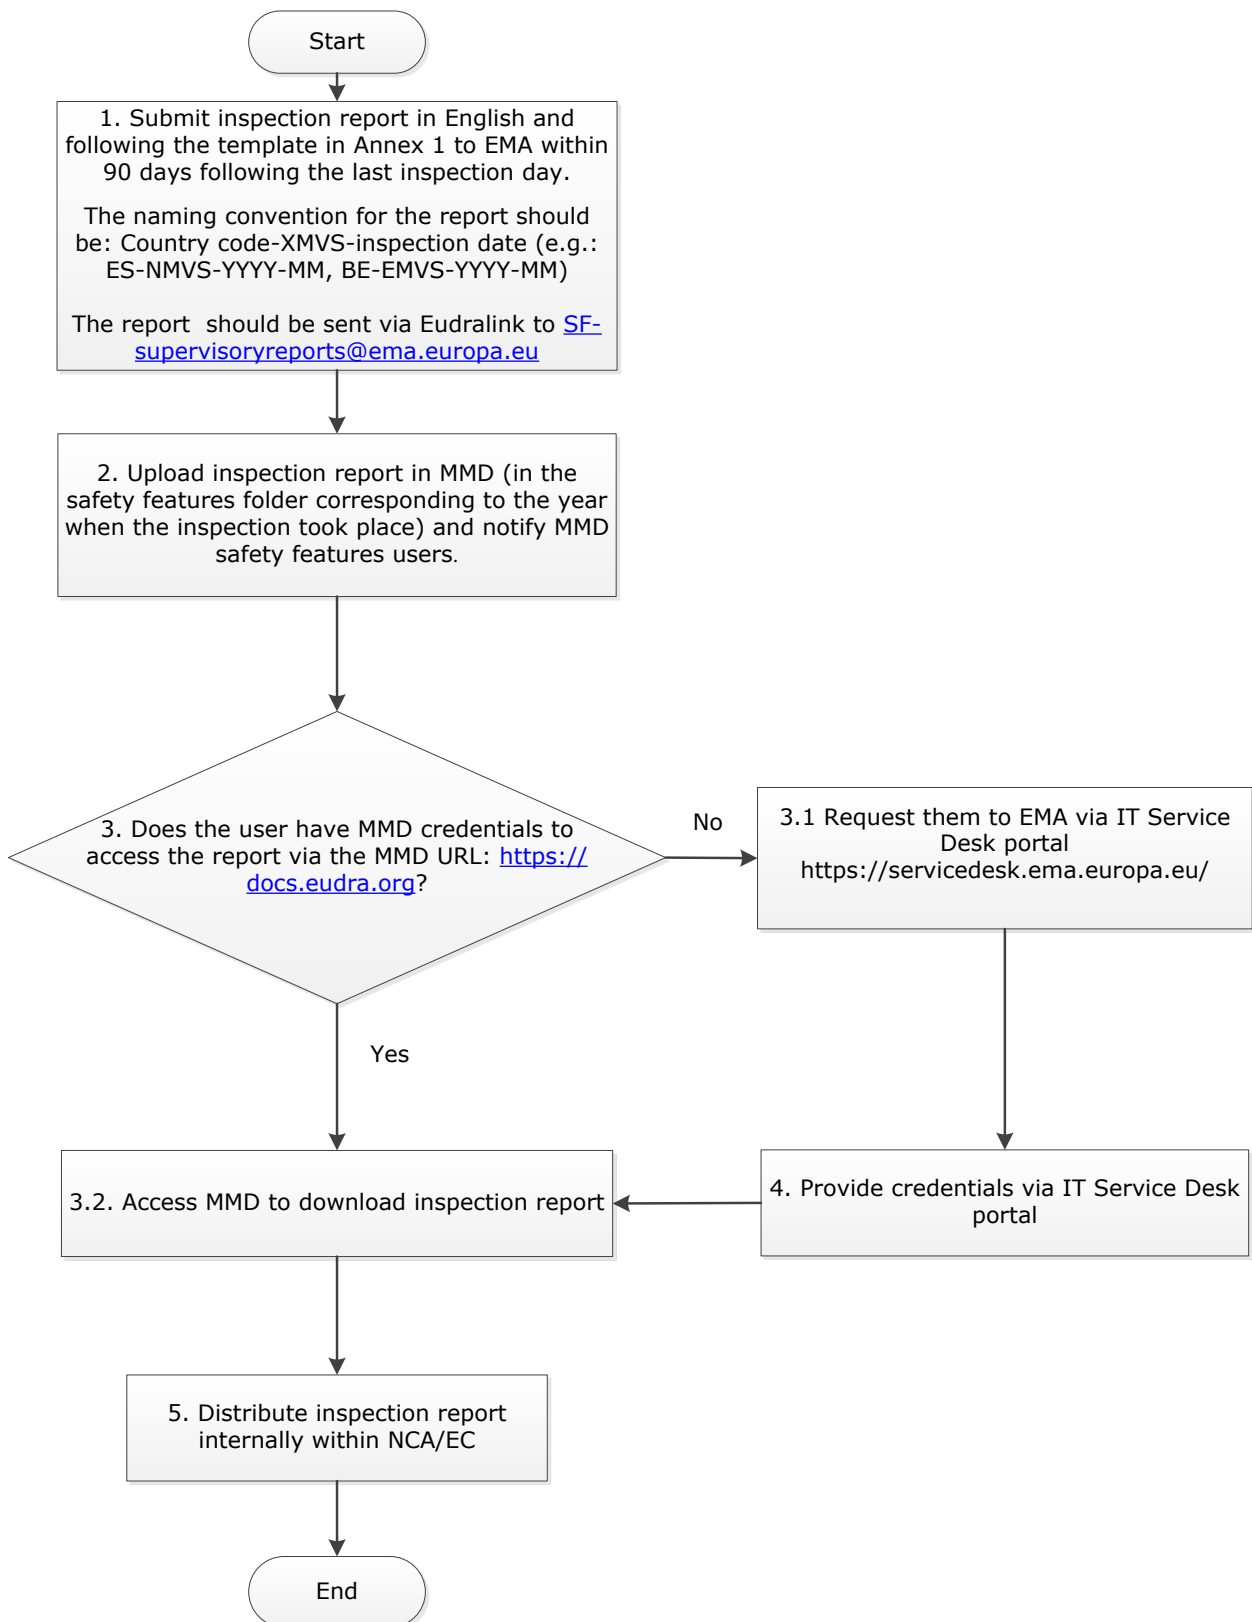 Start
1. Submit inspection report in English and
following the template in Annex 1 to EMA within
90 days following the last inspection day.
The naming convention for the report should
be: Country code-XMVS-inspection date (e.g.:
ES-NMVS-YYYY-MM, BE-EMVS-YYYY-MM)
The report  should be sent via Eudralink to SF-
supervisoryreports@ema.europa.eu
2. Upload inspection report in MMD (in the
safety features folder corresponding to the year
when the inspection took place) and notify MMD
safety features users.
3. Does the user have MMD credentials to
access the report via the MMD URL: https://
docs.eudra.org?
No
3.1 Request them to EMA via IT Service
Desk portal
https://servicedesk.ema.europa.eu/
Yes
3.2. Access MMD to download inspection report
4. Provide credentials via IT Service Desk
portal
5. Distribute inspection report
internally within NCA/EC
End